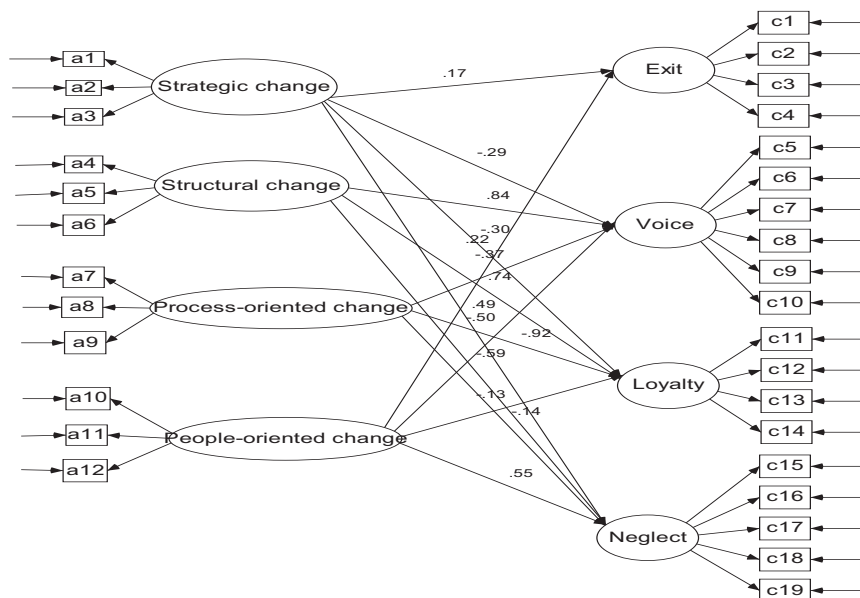 a1
a2
a3
a4
a5
a6
a7
a8
a9
a10
a11
a12
Strategic change
Structural change
Process-oriented change
People-oriented change
.17
-.29
.84
-.30
.22
-.37
.74
.49
-.50
-.92
-.59
-.13
-.14
.55
Exit
Voice
Loyalty
Neglect
c1
c2
c3
c4
c5
c6
c7
c8
c9
c10
c11
c12
c13
c14
c15
c16
c17
c18
c19